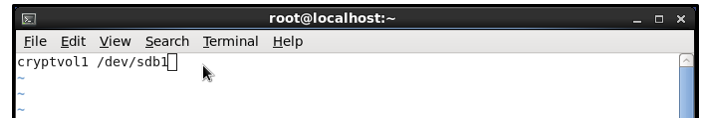 root@localhost:~
File Edit View Search Terminal Help
cryptvol1 /dev/sdb1
~
~
~